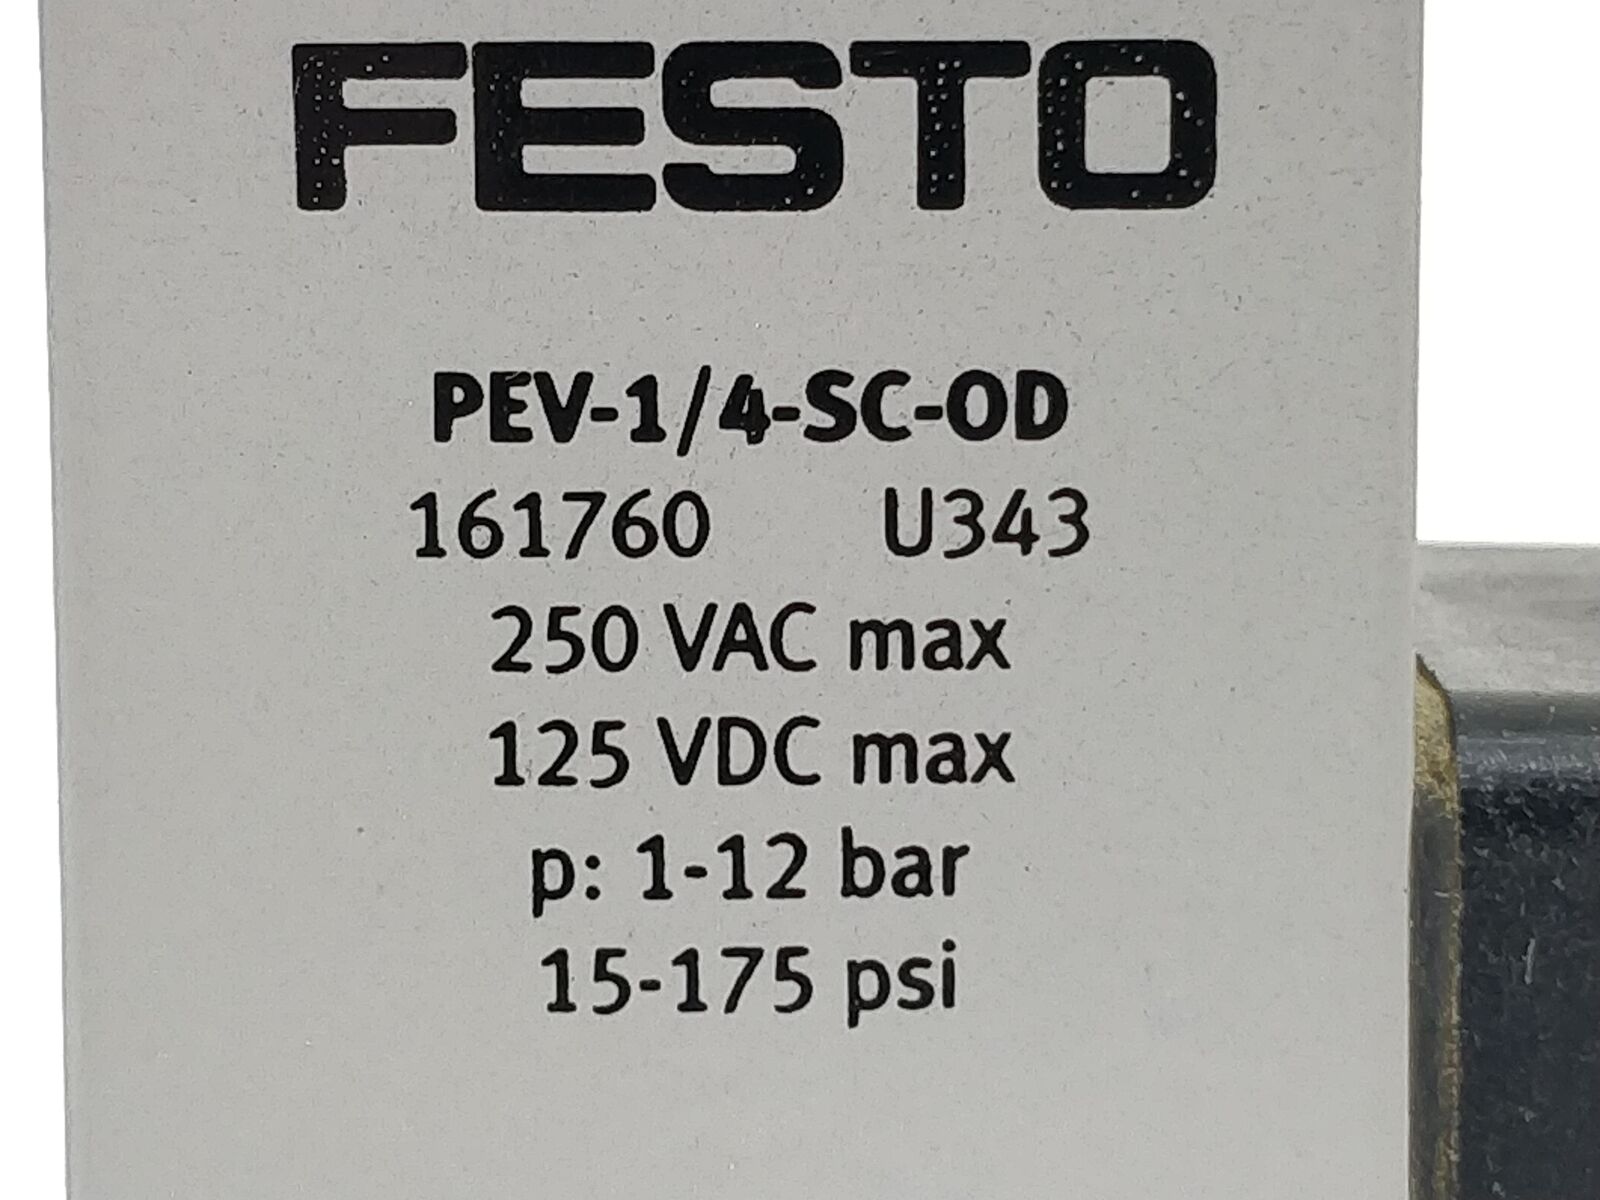 FESTO
PEV-1/4-SC-OD
161760 U343
250 VAC max
125 VDC max
p: 1-12 bar
15-175 psi